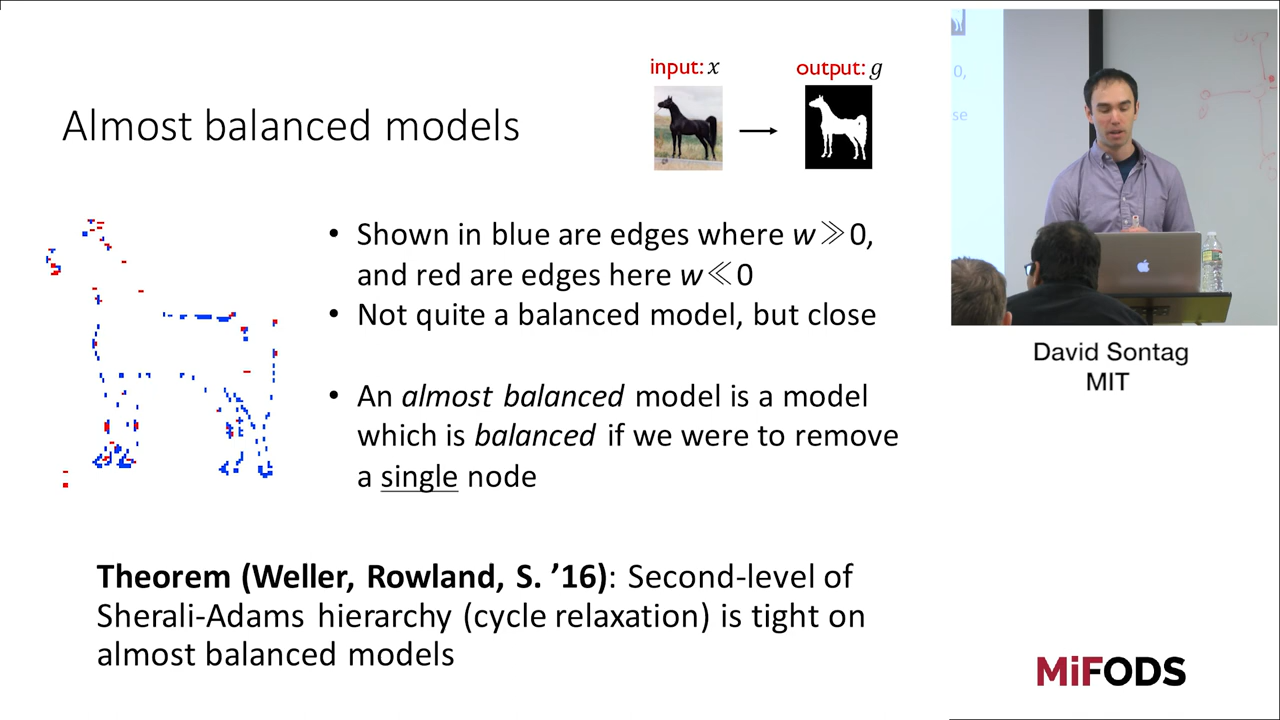 input: x
output: g
Almost balanced models
• Shown in blue are edges where w≫0,
and red are edges here w≪0
• Not quite a balanced model, but close
• An almost balanced model is a model
which is balanced if we were to remove
a single node
Theorem (Weller, Rowland, S. ’16): Second-level of
Sherali-Adams hierarchy (cycle relaxation) is tight on
almost balanced models
0,
se
David Sontag
MIT
MiFODS